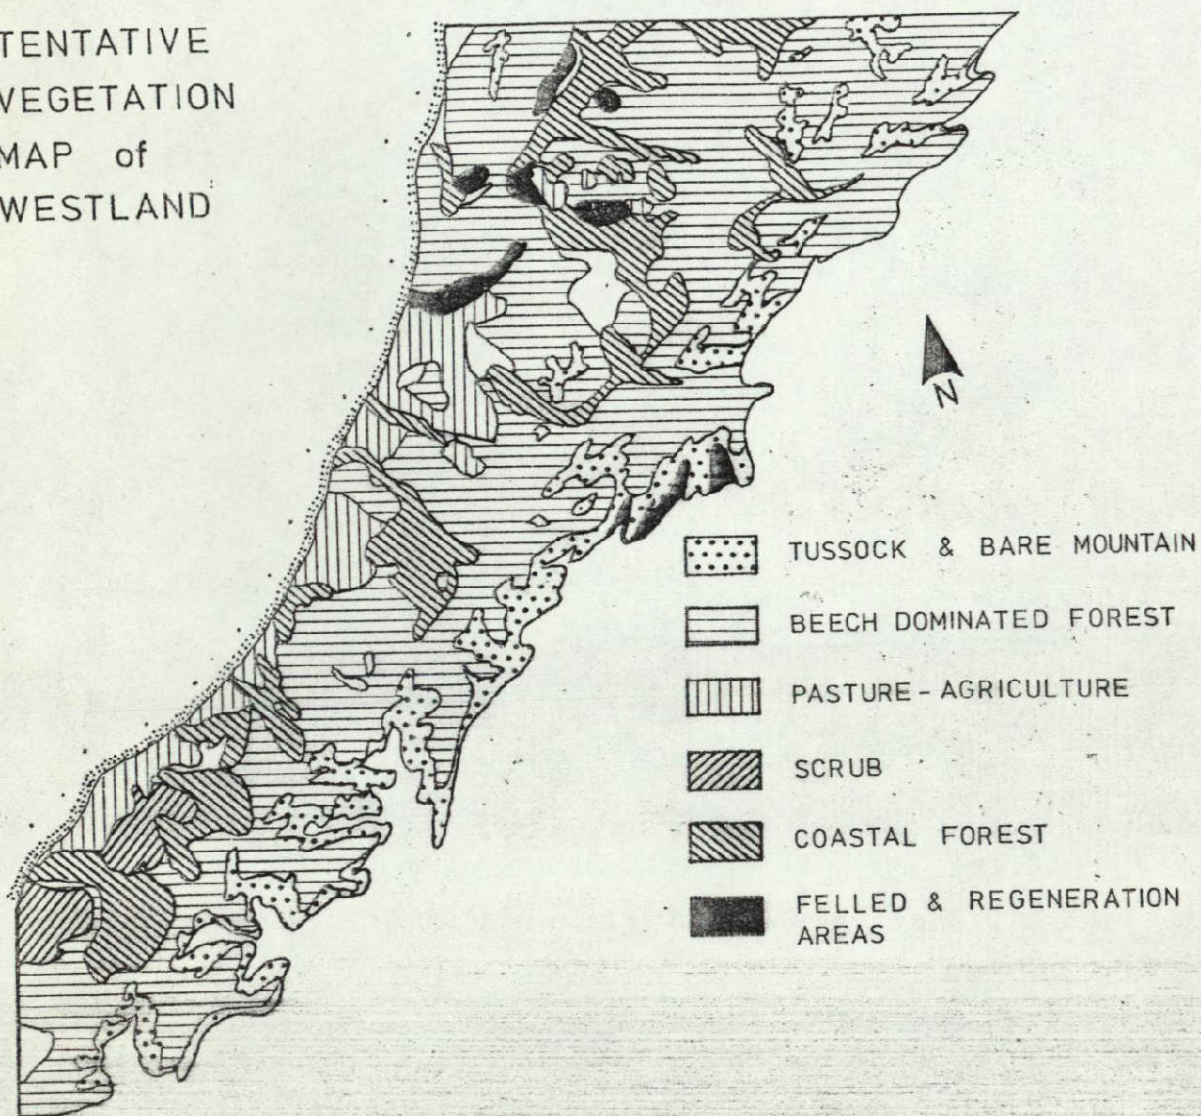 TENTATIVE
VEGETATION
MAP of
WESTLAND
N
TUSSOCK & BARE MOUNTAIN
BEECH DOMINATED FOREST
PASTURE - AGRICULTURE
SCRUB
COASTAL FOREST
FELLED & REGENERATION
AREAS